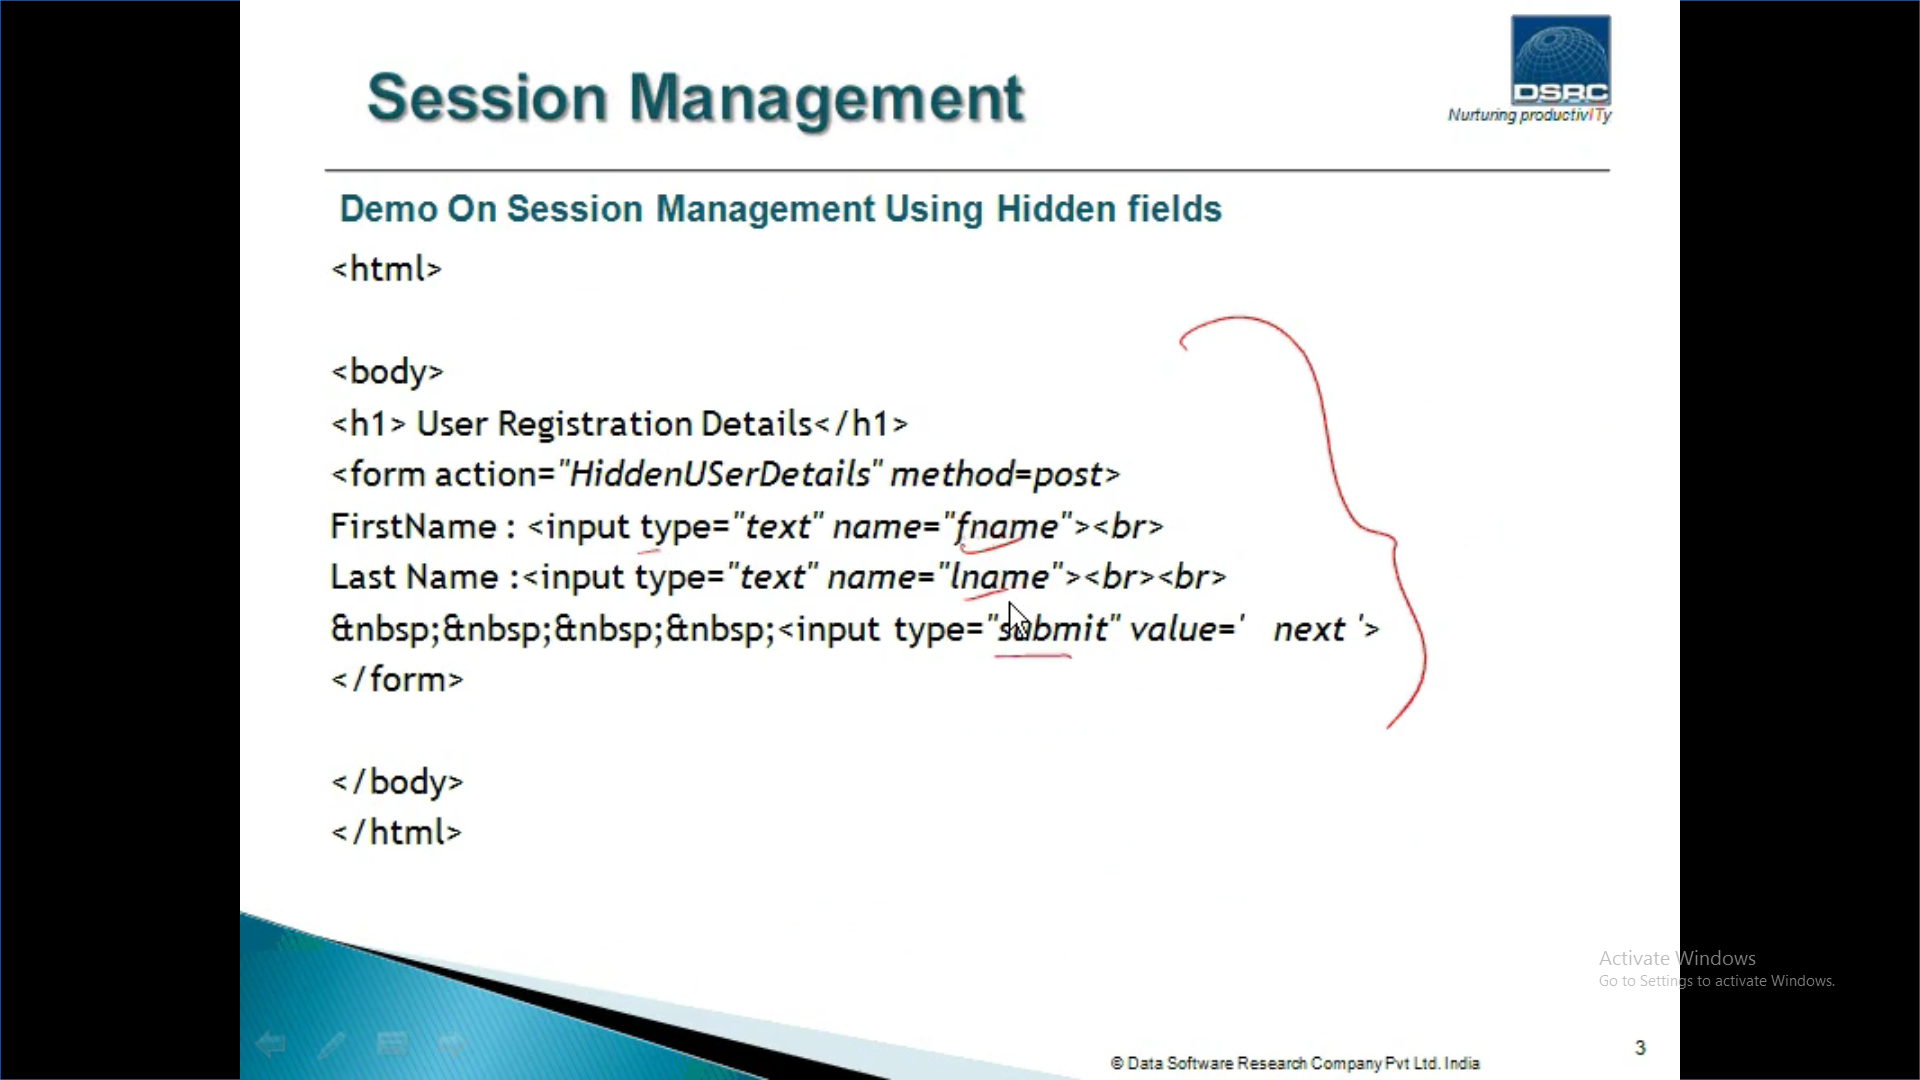 Session Management
DSRC
Nurturing productivITy
Demo On Session Management Using Hidden fields
<html>
<body>
<h1> User Registration Details</h1>
<form action="HiddenUSerDetails" method=post>
FirstName : <input type="text" name="fname"><br>
Last Name :<input type="text" name="lname"><br><br>
&nbsp;&nbsp;&nbsp;&nbsp;<input type="submit" value='   next '>
</form>
</body>
</html>
Activate Windows
Go to Settings to activate Windows.
3
© Data Software Research Company Pvt Ltd. India